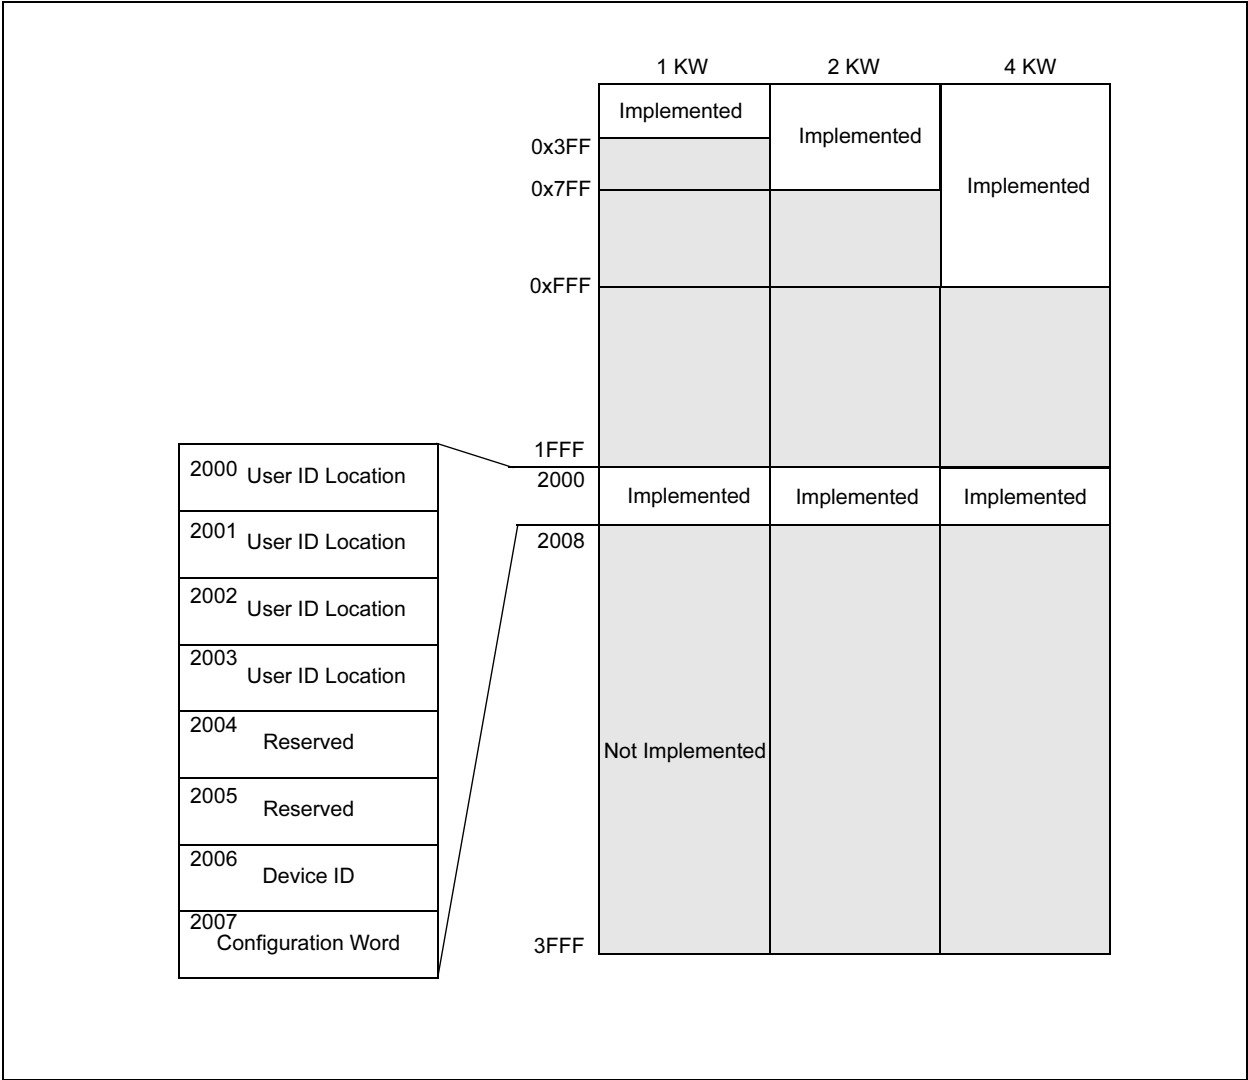 1 KW 2 KW 4 KW
Implemented
Implemented
0x3FF
0x7FF
Implemented
0xFFF
1FFF
2000
Implemented Implemented Implemented
2008
Not Implemented
3FFF
2000 User ID Location
2001 User ID Location
2002 User ID Location
2003 User ID Location
2004 Reserved
2005 Reserved
2006 Device ID
2007 Configuration Word